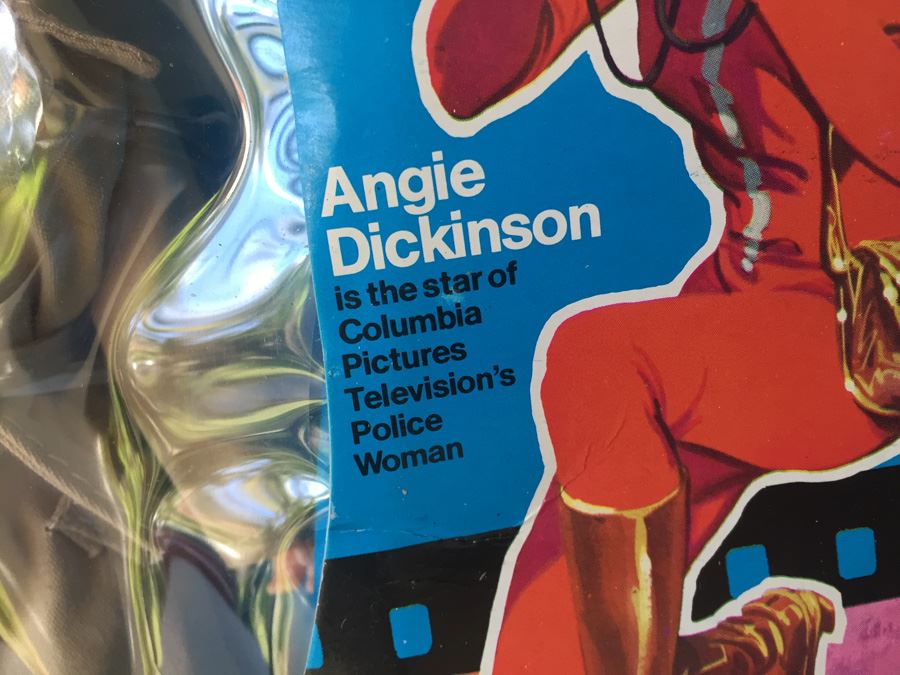 Angie
Dickinson
is the star of
Columbia
Pictures
Television's
Police
Woman